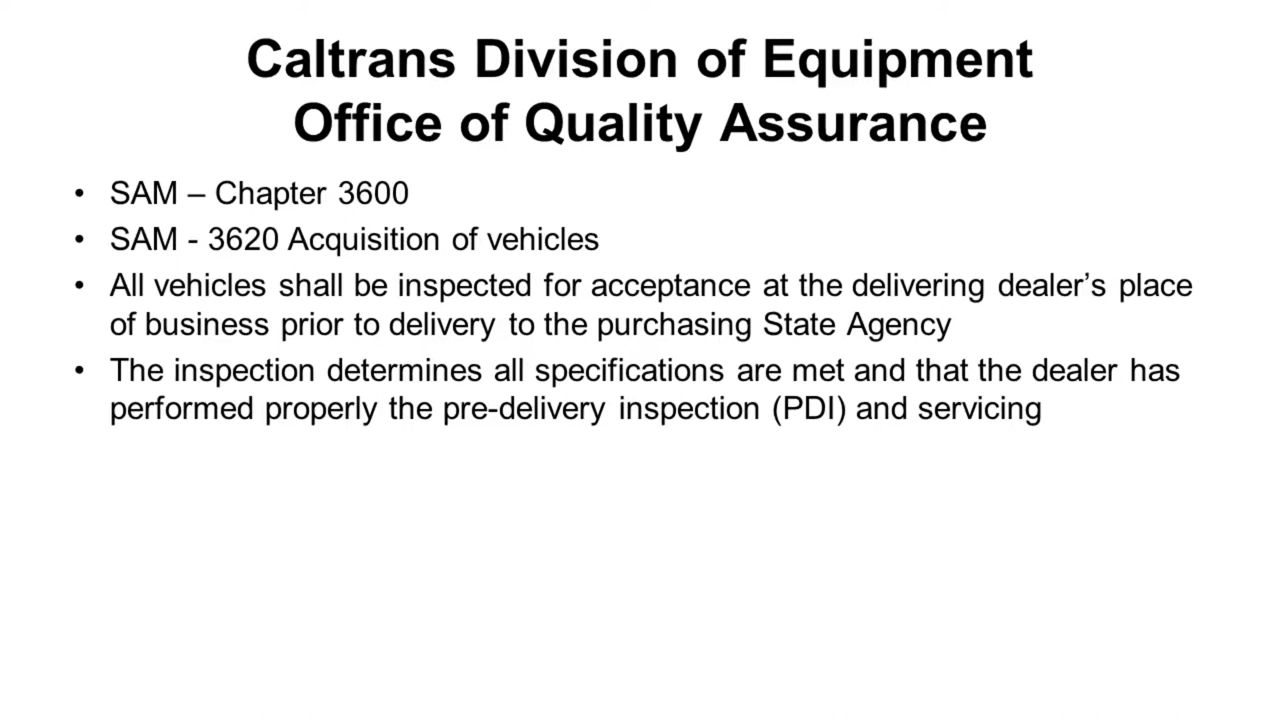 Caltrans Division of Equipment
Office of Quality Assurance
• SAM – Chapter 3600
• SAM - 3620 Acquisition of vehicles
• All vehicles shall be inspected for acceptance at the delivering dealer’s place
of business prior to delivery to the purchasing State Agency
• The inspection determines all specifications are met and that the dealer has
performed properly the pre-delivery inspection (PDI) and servicing